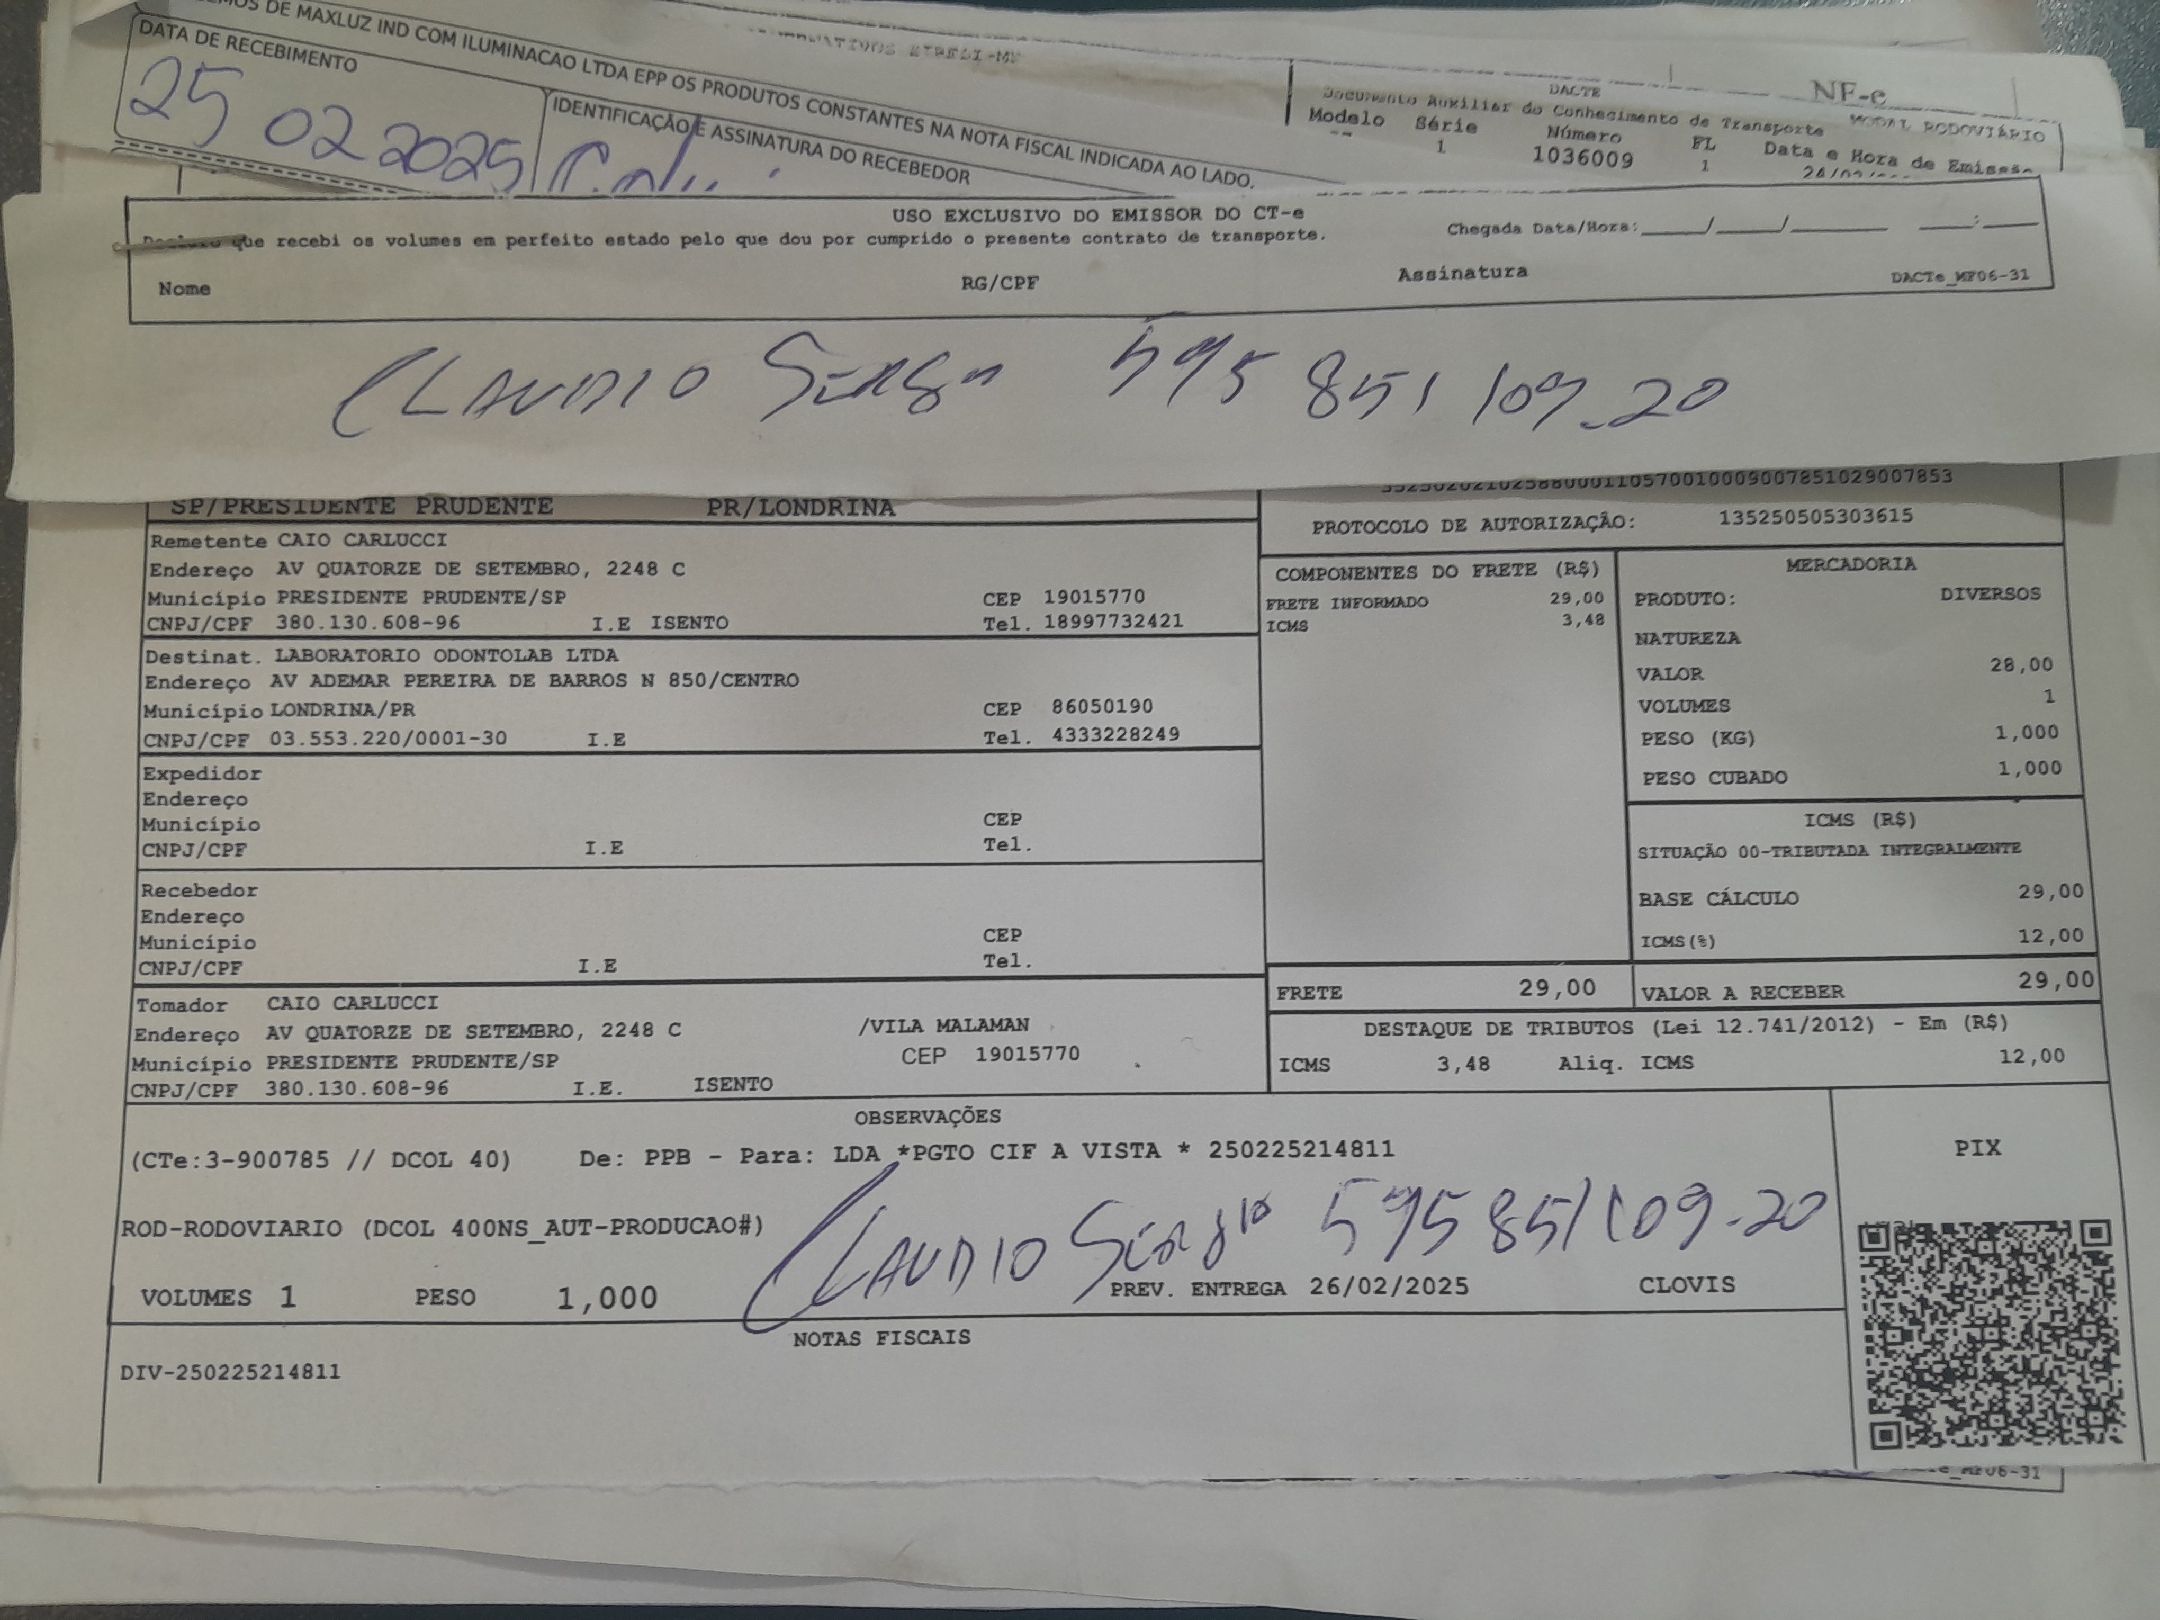 DE MAXLUZ IND COM ILUMINACAO LTDA EPP OS PRODUTOS CONSTANTES NA NOTA FISCAL INDICADA AO LADO.
DATA DE RECEBIMENTO
25 02 2025
IDENTIFICAÇÃO E ASSINATURA DO RECEBEDOR
NF-e
DACTE
Documento Auxiliar do Conhecimento de Transporte MODAL RODOVIÁRIO
Modelo Série Número FL Data e Hora de Emissão
1 1036009 1
USO EXCLUSIVO DO EMISSOR DO CT-e
que recebi os volumes em perfeito estado pelo que dou por cumprido o presente contrato de transporte. Chegada Data/Hora:___/___/_____ ___:___
Nome RG/CPF Assinatura DACTe_MF06-31
CLAUDIO Sergio 595 851 109-20
SP/PRESIDENTE PRUDENTE PR/LONDRINA
PROTOCOLO DE AUTORIZAÇÃO: 135250505303615
Remetente CAIO CARLUCCI
Endereço AV QUATORZE DE SETEMBRO, 2248 C
Município PRESIDENTE PRUDENTE/SP CEP 19015770
CNPJ/CPF 380.130.608-96 I.E ISENTO Tel. 18997732421
Destinat. LABORATORIO ODONTOLAB LTDA
Endereço AV ADEMAR PEREIRA DE BARROS N 850/CENTRO
Município LONDRINA/PR CEP 86050190
CNPJ/CPF 03.553.220/0001-30 I.E Tel. 4333228249
Expedidor
Endereço
Município CEP
CNPJ/CPF I.E Tel.
Recebedor
Endereço
Município CEP
CNPJ/CPF I.E Tel.
Tomador CAIO CARLUCCI
Endereço AV QUATORZE DE SETEMBRO, 2248 C /VILA MALAMAN
Município PRESIDENTE PRUDENTE/SP CEP 19015770
CNPJ/CPF 380.130.608-96 I.E. ISENTO
COMPONENTES DO FRETE (R$)
FRETE INFORMADO 29,00
ICMS 3,48
MERCADORIA
PRODUTO: DIVERSOS
NATUREZA
VALOR 28,00
VOLUMES 1
PESO (KG) 1,000
PESO CUBADO 1,000
ICMS (R$)
SITUAÇÃO 00-TRIBUTADA INTEGRALMENTE
BASE CÁLCULO 29,00
ICMS(%) 12,00
FRETE 29,00 VALOR A RECEBER 29,00
DESTAQUE DE TRIBUTOS (Lei 12.741/2012) - Em (R$)
ICMS 3,48 Aliq. ICMS 12,00
OBSERVAÇÕES
(CTe:3-900785 // DCOL 40) De: PPB - Para: LDA *PGTO CIF A VISTA * 250225214811
PIX
ROD-RODOVIARIO (DCOL 400NS_AUT-PRODUCAO#)
CLAUDIO Sergio 595 851 109-20
VOLUMES 1 PESO 1,000 PREV. ENTREGA 26/02/2025 CLOVIS
NOTAS FISCAIS
DIV-250225214811